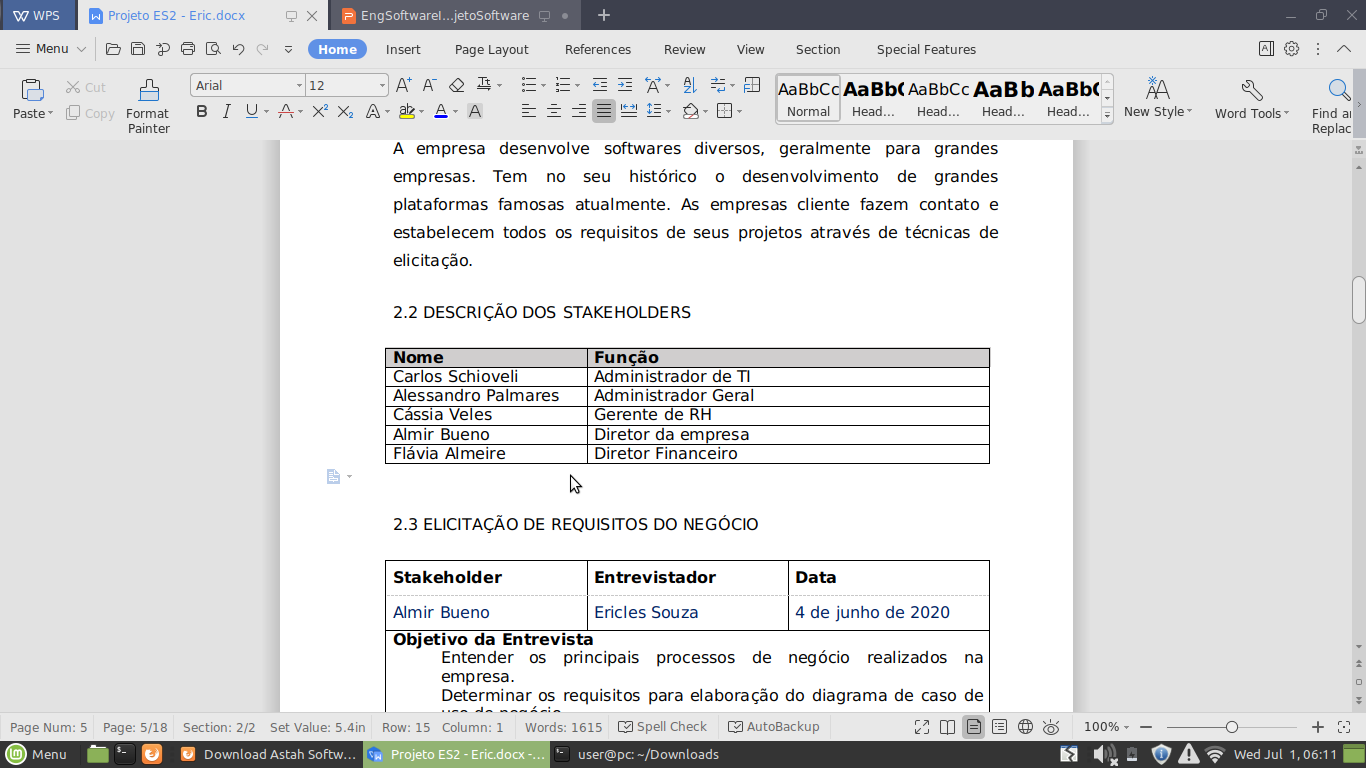 WPS
Projeto ES2 - Eric.docx
EngSoftwareI...jetoSoftware
Menu
Home
Insert
Page Layout
References
Review
View
Section
Special Features
Paste
Cut
Copy
Format
Painter
Arial
12
AaBbCc
Normal
AaBb
Head...
AaBbCc
Head...
AaBb
Head...
AaBb
Head...
New Style
Word Tools
Find a
Replac
A empresa desenvolve softwares diversos, geralmente para grandes
empresas. Tem no seu histórico o desenvolvimento de grandes
plataformas famosas atualmente. As empresas cliente fazem contato e
estabelecem todos os requisitos de seus projetos através de técnicas de
elicitação.
2.2 DESCRIÇÃO DOS STAKEHOLDERS
Nome Função
Carlos Schioveli Administrador de TI
Alessandro Palmares Administrador Geral
Cássia Veles Gerente de RH
Almir Bueno Diretor da empresa
Flávia Almeire Diretor Financeiro
2.3 ELICITAÇÃO DE REQUISITOS DO NEGÓCIO
Stakeholder Entrevistador Data
Almir Bueno Ericles Souza 4 de junho de 2020
Objetivo da Entrevista
Entender os principais processos de negócio realizados na
empresa.
Determinar os requisitos para elaboração do diagrama de caso de
uso de negócio
Page Num: 5 Page: 5/18 Section: 2/2 Set Value: 5.4in Row: 15 Column: 1 Words: 1615 Spell Check AutoBackup 100%
Menu Download Astah Softw... Projeto ES2 - Eric.docx -... user@pc: ~/Downloads Wed Jul 1, 06:11